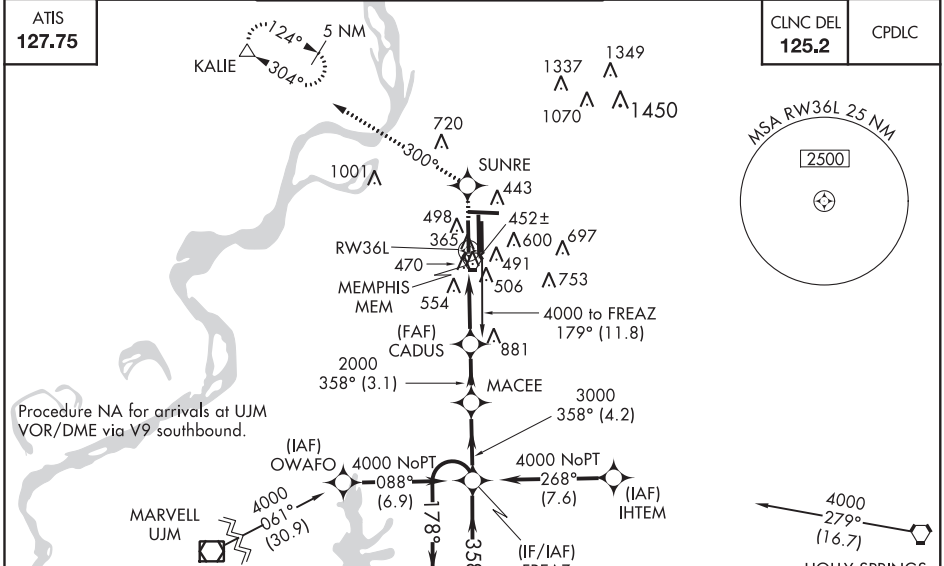 ATIS
127.75
CLNC DEL
125.2
CPDLC
124°
5 NM
KALIE
304°
1337
1349
1070
1450
MSA RW36L 25 NM
2500
720
300°
SUNRE
1001
443
498
452±
365
600
697
RW36L
470
491
MEMPHIS
MEM
506
753
554
4000 to FREAZ
179° (11.8)
(FAF)
CADUS
881
2000
358° (3.1)
MACEE
3000
358° (4.2)
Procedure NA for arrivals at UJM
VOR/DME via V9 southbound.
(IAF)
OWAFO
4000 NoPT
088°
(6.9)
4000 NoPT
268°
(7.6)
(IAF)
IHTEM
4000
061°
(30.9)
MARVELL
UJM
178°
(IF/IAF)
4000
279°
(16.7)